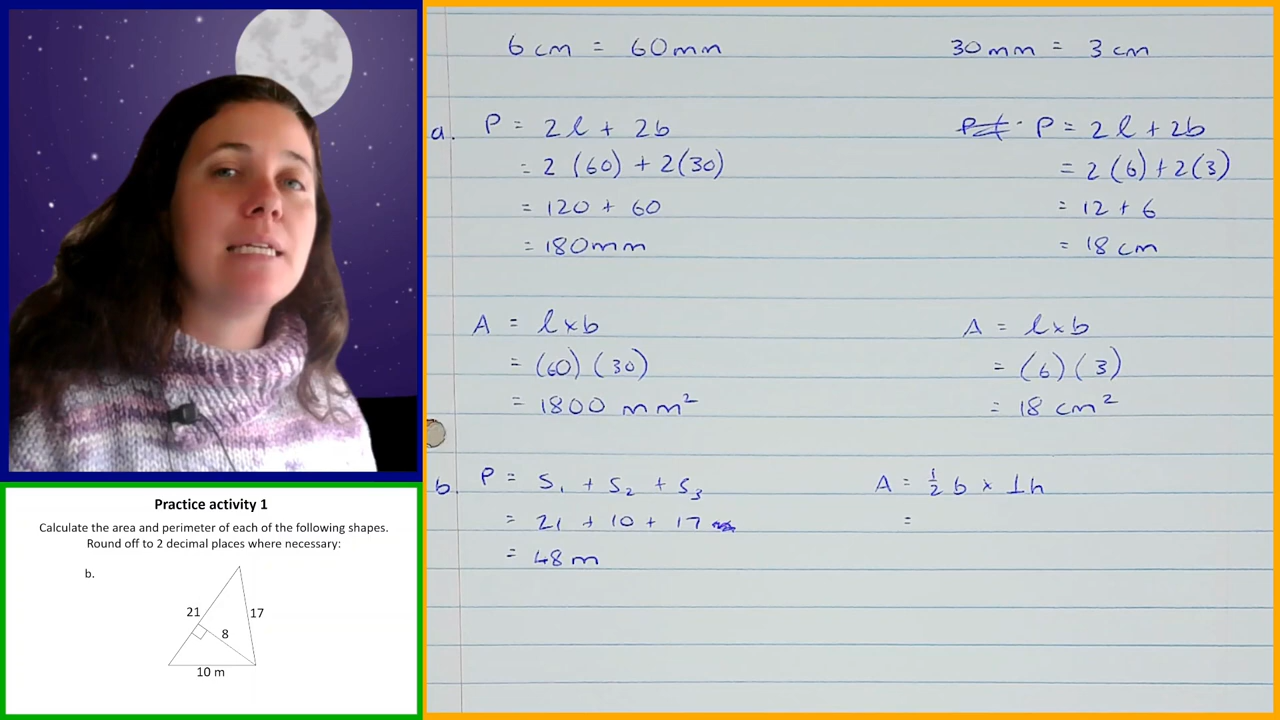 6 cm = 60 mm
30 mm = 3 cm
a. P = 2l + 2b
= 2 (60) + 2(30)
= 120 + 60
= 180 mm
P = 2l + 2b
= 2(6) + 2(3)
= 12 + 6
= 18 cm
A = l x b
= (60) (30)
= 1800 mm²
A = l x b
= (6) (3)
= 18 cm²
b. P = S₁ + S₂ + S₃
= 21 + 10 + 17
= 48 m
A = ½ b x ⊥h
=
Practice activity 1
Calculate the area and perimeter of each of the following shapes.
Round off to 2 decimal places where necessary:
b.
21
17
8
10 m